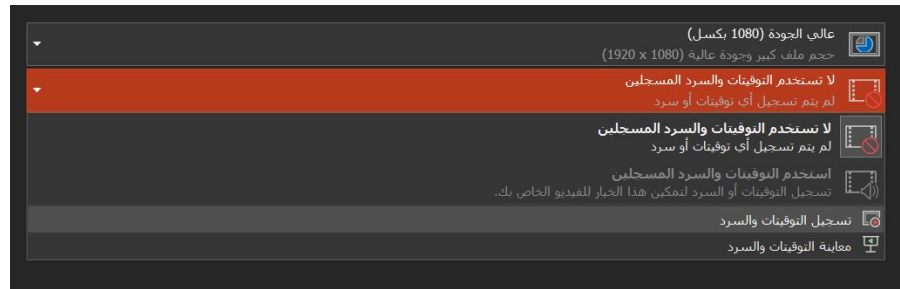 عالي الجودة (1080 بكسل)
حجم ملف كبير وجودة عالية (1920 x 1080)
لا تستخدم التوقيتات والسرد المسجلين
لم يتم تسجيل أي توقيتات أو سرد
لا تستخدم التوقيتات والسرد المسجلين
لم يتم تسجيل أي توقيتات أو سرد
استخدم التوقيتات والسرد المسجلين
تسجيل التوقيتات أو السرد لتمكين هذا الخيار للفيديو الخاص بك.
تسجيل التوقيتات والسرد
معاينة التوقيتات والسرد